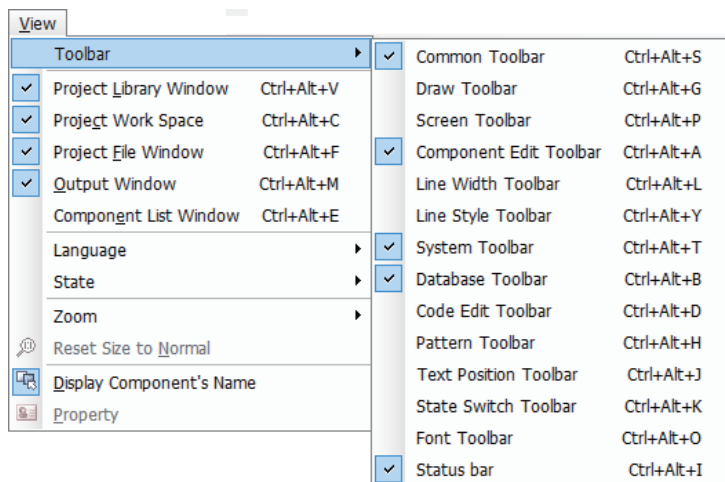 View
Toolbar
Project Library Window Ctrl+Alt+V
Project Work Space Ctrl+Alt+C
Project File Window Ctrl+Alt+F
Output Window Ctrl+Alt+M
Component List Window Ctrl+Alt+E
Language
State
Zoom
Reset Size to Normal
Display Component's Name
Property
Common Toolbar Ctrl+Alt+S
Draw Toolbar Ctrl+Alt+G
Screen Toolbar Ctrl+Alt+P
Component Edit Toolbar Ctrl+Alt+A
Line Width Toolbar Ctrl+Alt+L
Line Style Toolbar Ctrl+Alt+Y
System Toolbar Ctrl+Alt+T
Database Toolbar Ctrl+Alt+B
Code Edit Toolbar Ctrl+Alt+D
Pattern Toolbar Ctrl+Alt+H
Text Position Toolbar Ctrl+Alt+J
State Switch Toolbar Ctrl+Alt+K
Font Toolbar Ctrl+Alt+O
Status bar Ctrl+Alt+I